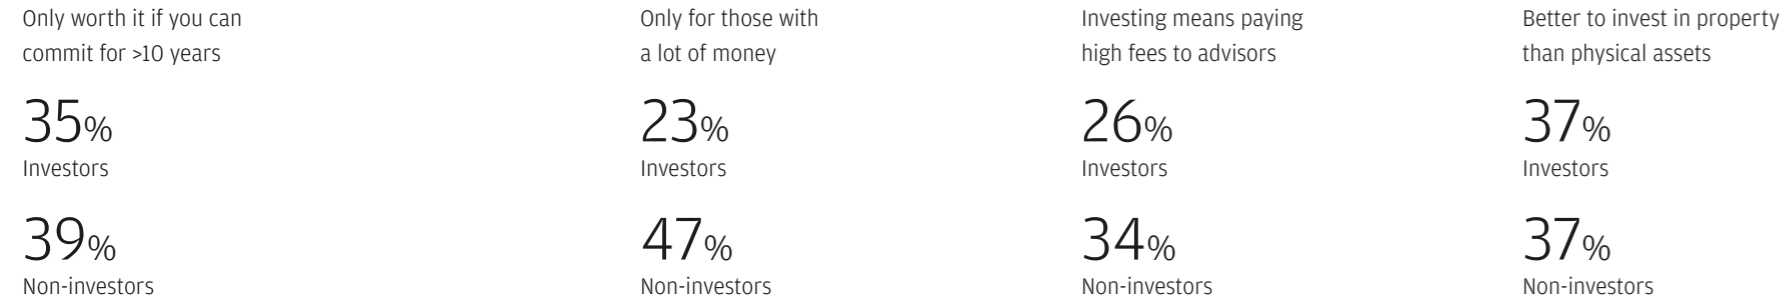 Only worth it if you can
commit for >10 years
35%
Investors
39%
Non-investors
Only for those with
a lot of money
23%
Investors
47%
Non-investors
Investing means paying
high fees to advisors
26%
Investors
34%
Non-investors
Better to invest in property
than physical assets
37%
Investors
37%
Non-investors